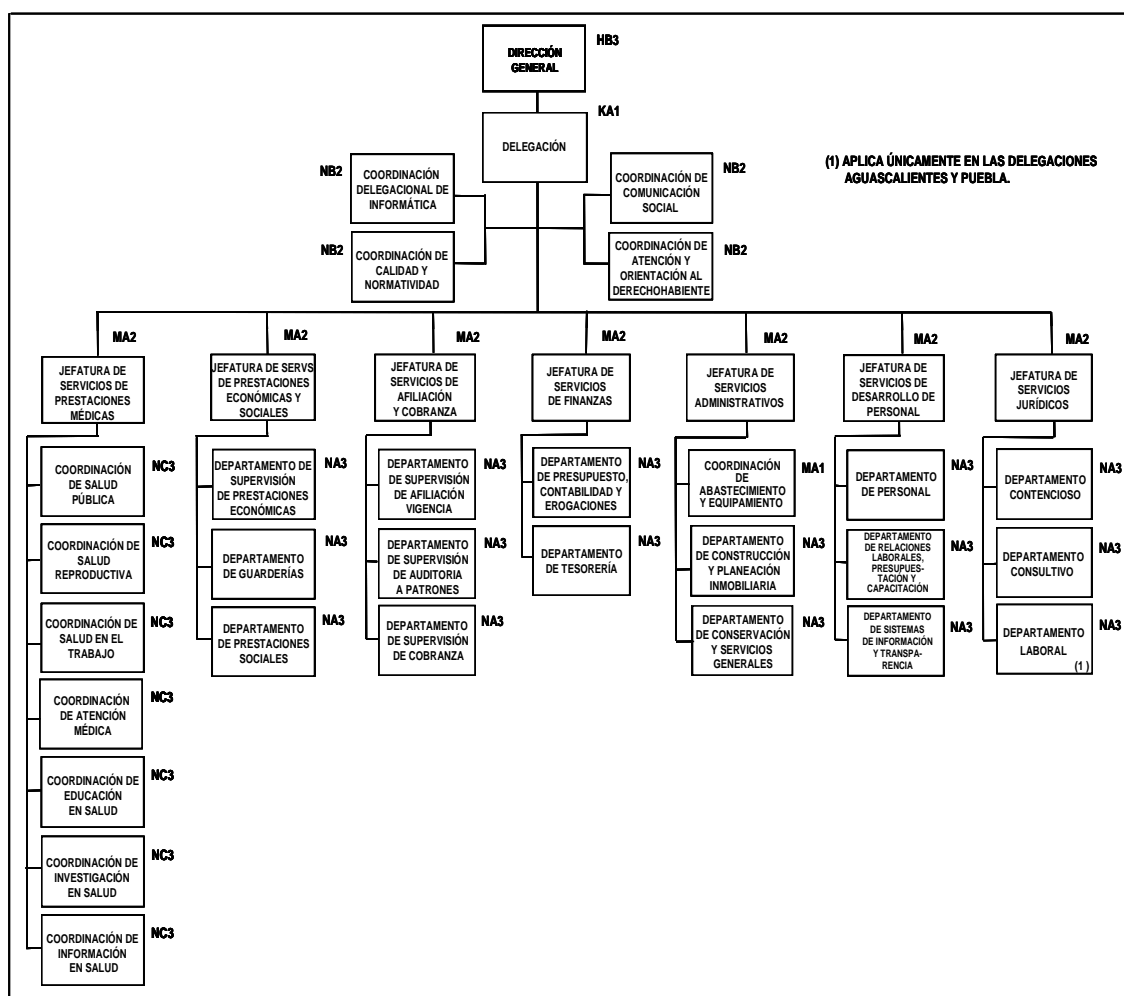 DIRECCIÓN
GENERAL
HB3
KA1
DELEGACIÓN
(1) APLICA ÚNICAMENTE EN LAS DELEGACIONES
AGUASCALIENTES Y PUEBLA.
NB2
COORDINACIÓN
DELEGACIONAL DE
INFORMÁTICA
COORDINACIÓN DE
COMUNICACIÓN
SOCIAL
NB2
NB2
COORDINACIÓN DE
CALIDAD Y
NORMATIVIDAD
COORDINACIÓN DE
ATENCIÓN Y
ORIENTACIÓN AL
DERECHOHABIENTE
NB2
MA2
JEFATURA DE
SERVICIOS DE
PRESTACIONES
MÉDICAS
COORDINACIÓN
DE SALUD
PÚBLICA
NC3
COORDINACIÓN DE
SALUD
REPRODUCTIVA
NC3
COORDINACIÓN DE
SALUD EN EL
TRABAJO
NC3
COORDINACIÓN
DE ATENCIÓN
MÉDICA
NC3
COORDINACIÓN DE
EDUCACIÓN
EN SALUD
NC3
COORDINACIÓN DE
INVESTIGACIÓN
EN SALUD
NC3
COORDINACIÓN DE
INFORMACIÓN
EN SALUD
NC3
MA2
JEFATURA DE SERVS
DE PRESTACIONES
ECONÓMICAS Y
SOCIALES
DEPARTAMENTO DE
SUPERVISIÓN
DE PRESTACIONES
ECONÓMICAS
NA3
DEPARTAMENTO
DE GUARDERÍAS
NA3
DEPARTAMENTO
DE PRESTACIONES
SOCIALES
NA3
MA2
JEFATURA DE
SERVICIOS DE
AFILIACIÓN
Y COBRANZA
DEPARTAMENTO
DE SUPERVISIÓN
DE AFILIACIÓN
VIGENCIA
NA3
DEPARTAMENTO
DE SUPERVISIÓN
DE AUDITORIA
A PATRONES
NA3
DEPARTAMENTO
DE SUPERVISIÓN
DE COBRANZA
NA3
MA2
JEFATURA DE
SERVICIOS
DE FINANZAS
DEPARTAMENTO
DE PRESUPUESTO,
CONTABILIDAD Y
EROGACIONES
NA3
DEPARTAMENTO
DE TESORERÍA
NA3
MA2
JEFATURA DE
SERVICIOS
ADMINISTRATIVOS
COORDINACIÓN
DE
ABASTECIMIENTO
Y EQUIPAMIENTO
MA1
DEPARTAMENTO
DE CONSTRUCCIÓN
Y PLANEACIÓN
INMOBILIARIA
NA3
DEPARTAMENTO
DE CONSERVACIÓN
Y SERVICIOS
GENERALES
NA3
MA2
JEFATURA DE
SERVICIOS DE
DESARROLLO DE
PERSONAL
DEPARTAMENTO
DE PERSONAL
NA3
DEPARTAMENTO
DE RELACIONES
LABORALES,
PRESUPUES-
TACIÓN Y
CAPACITACIÓN
NA3
DEPARTAMENTO
DE SISTEMAS
DE INFORMACIÓN
Y TRANSPA-
RENCIA
NA3
MA2
JEFATURA DE
SERVICIOS
JURÍDICOS
DEPARTAMENTO
CONTENCIOSO
NA3
DEPARTAMENTO
CONSULTIVO
NA3
DEPARTAMENTO
LABORAL
(1 )
NA3